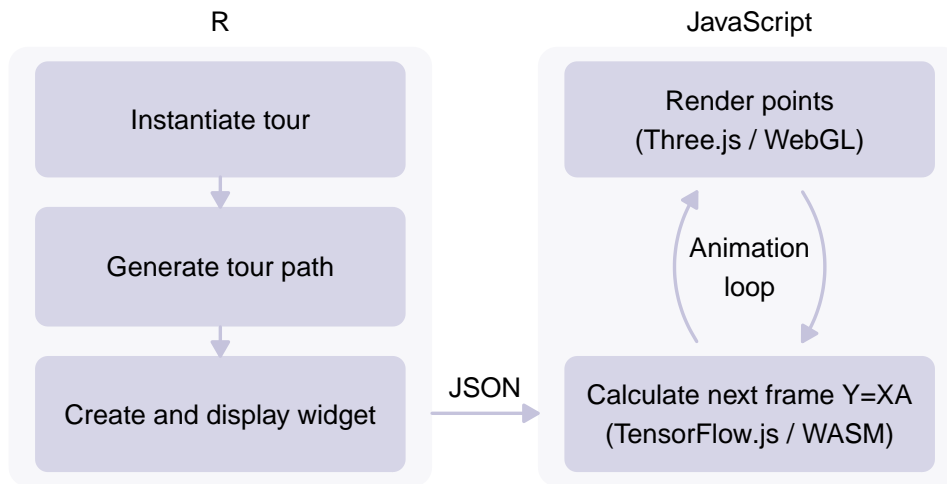 R
Instantiate tour
Generate tour path
Create and display widget
JSON
JavaScript
Render points
(Three.js / WebGL)
Animation
loop
Calculate next frame Y=XA
(TensorFlow.js / WASM)